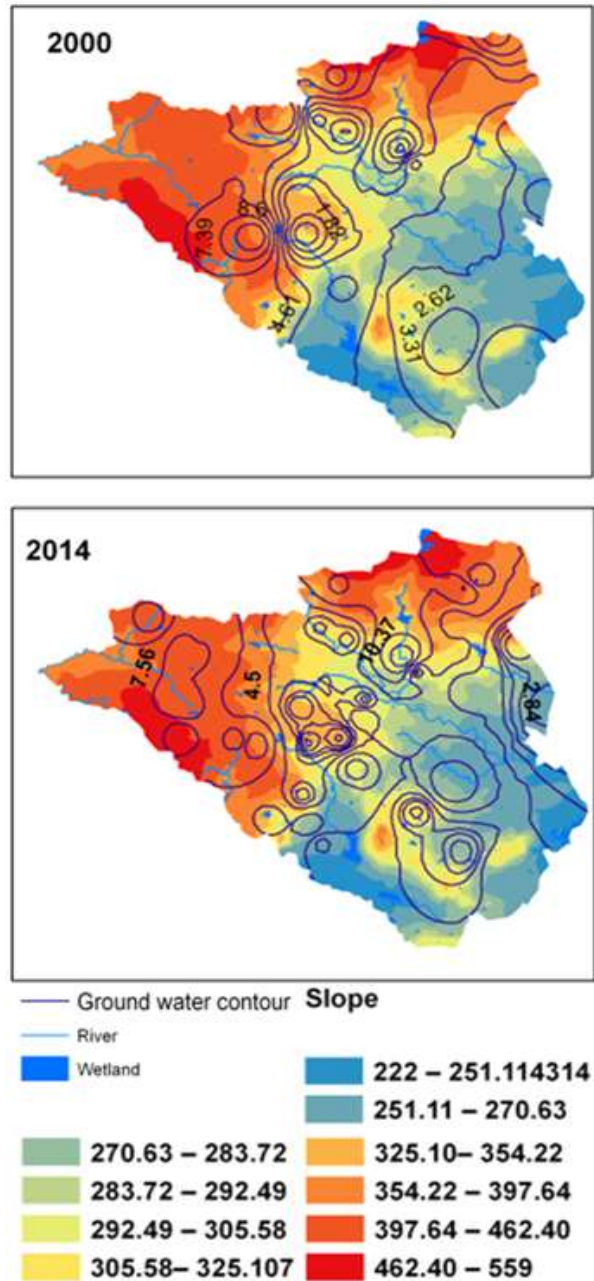 2000
7.39
8.6
1.82
4.61
2.62
3.31
2014
7.56
4.5
10.37
2.84
Ground water contour
River
Wetland
Slope
222 – 251.114314
251.11 – 270.63
270.63 – 283.72
325.10– 354.22
283.72 – 292.49
354.22 – 397.64
292.49 – 305.58
397.64 – 462.40
305.58– 325.107
462.40 – 559